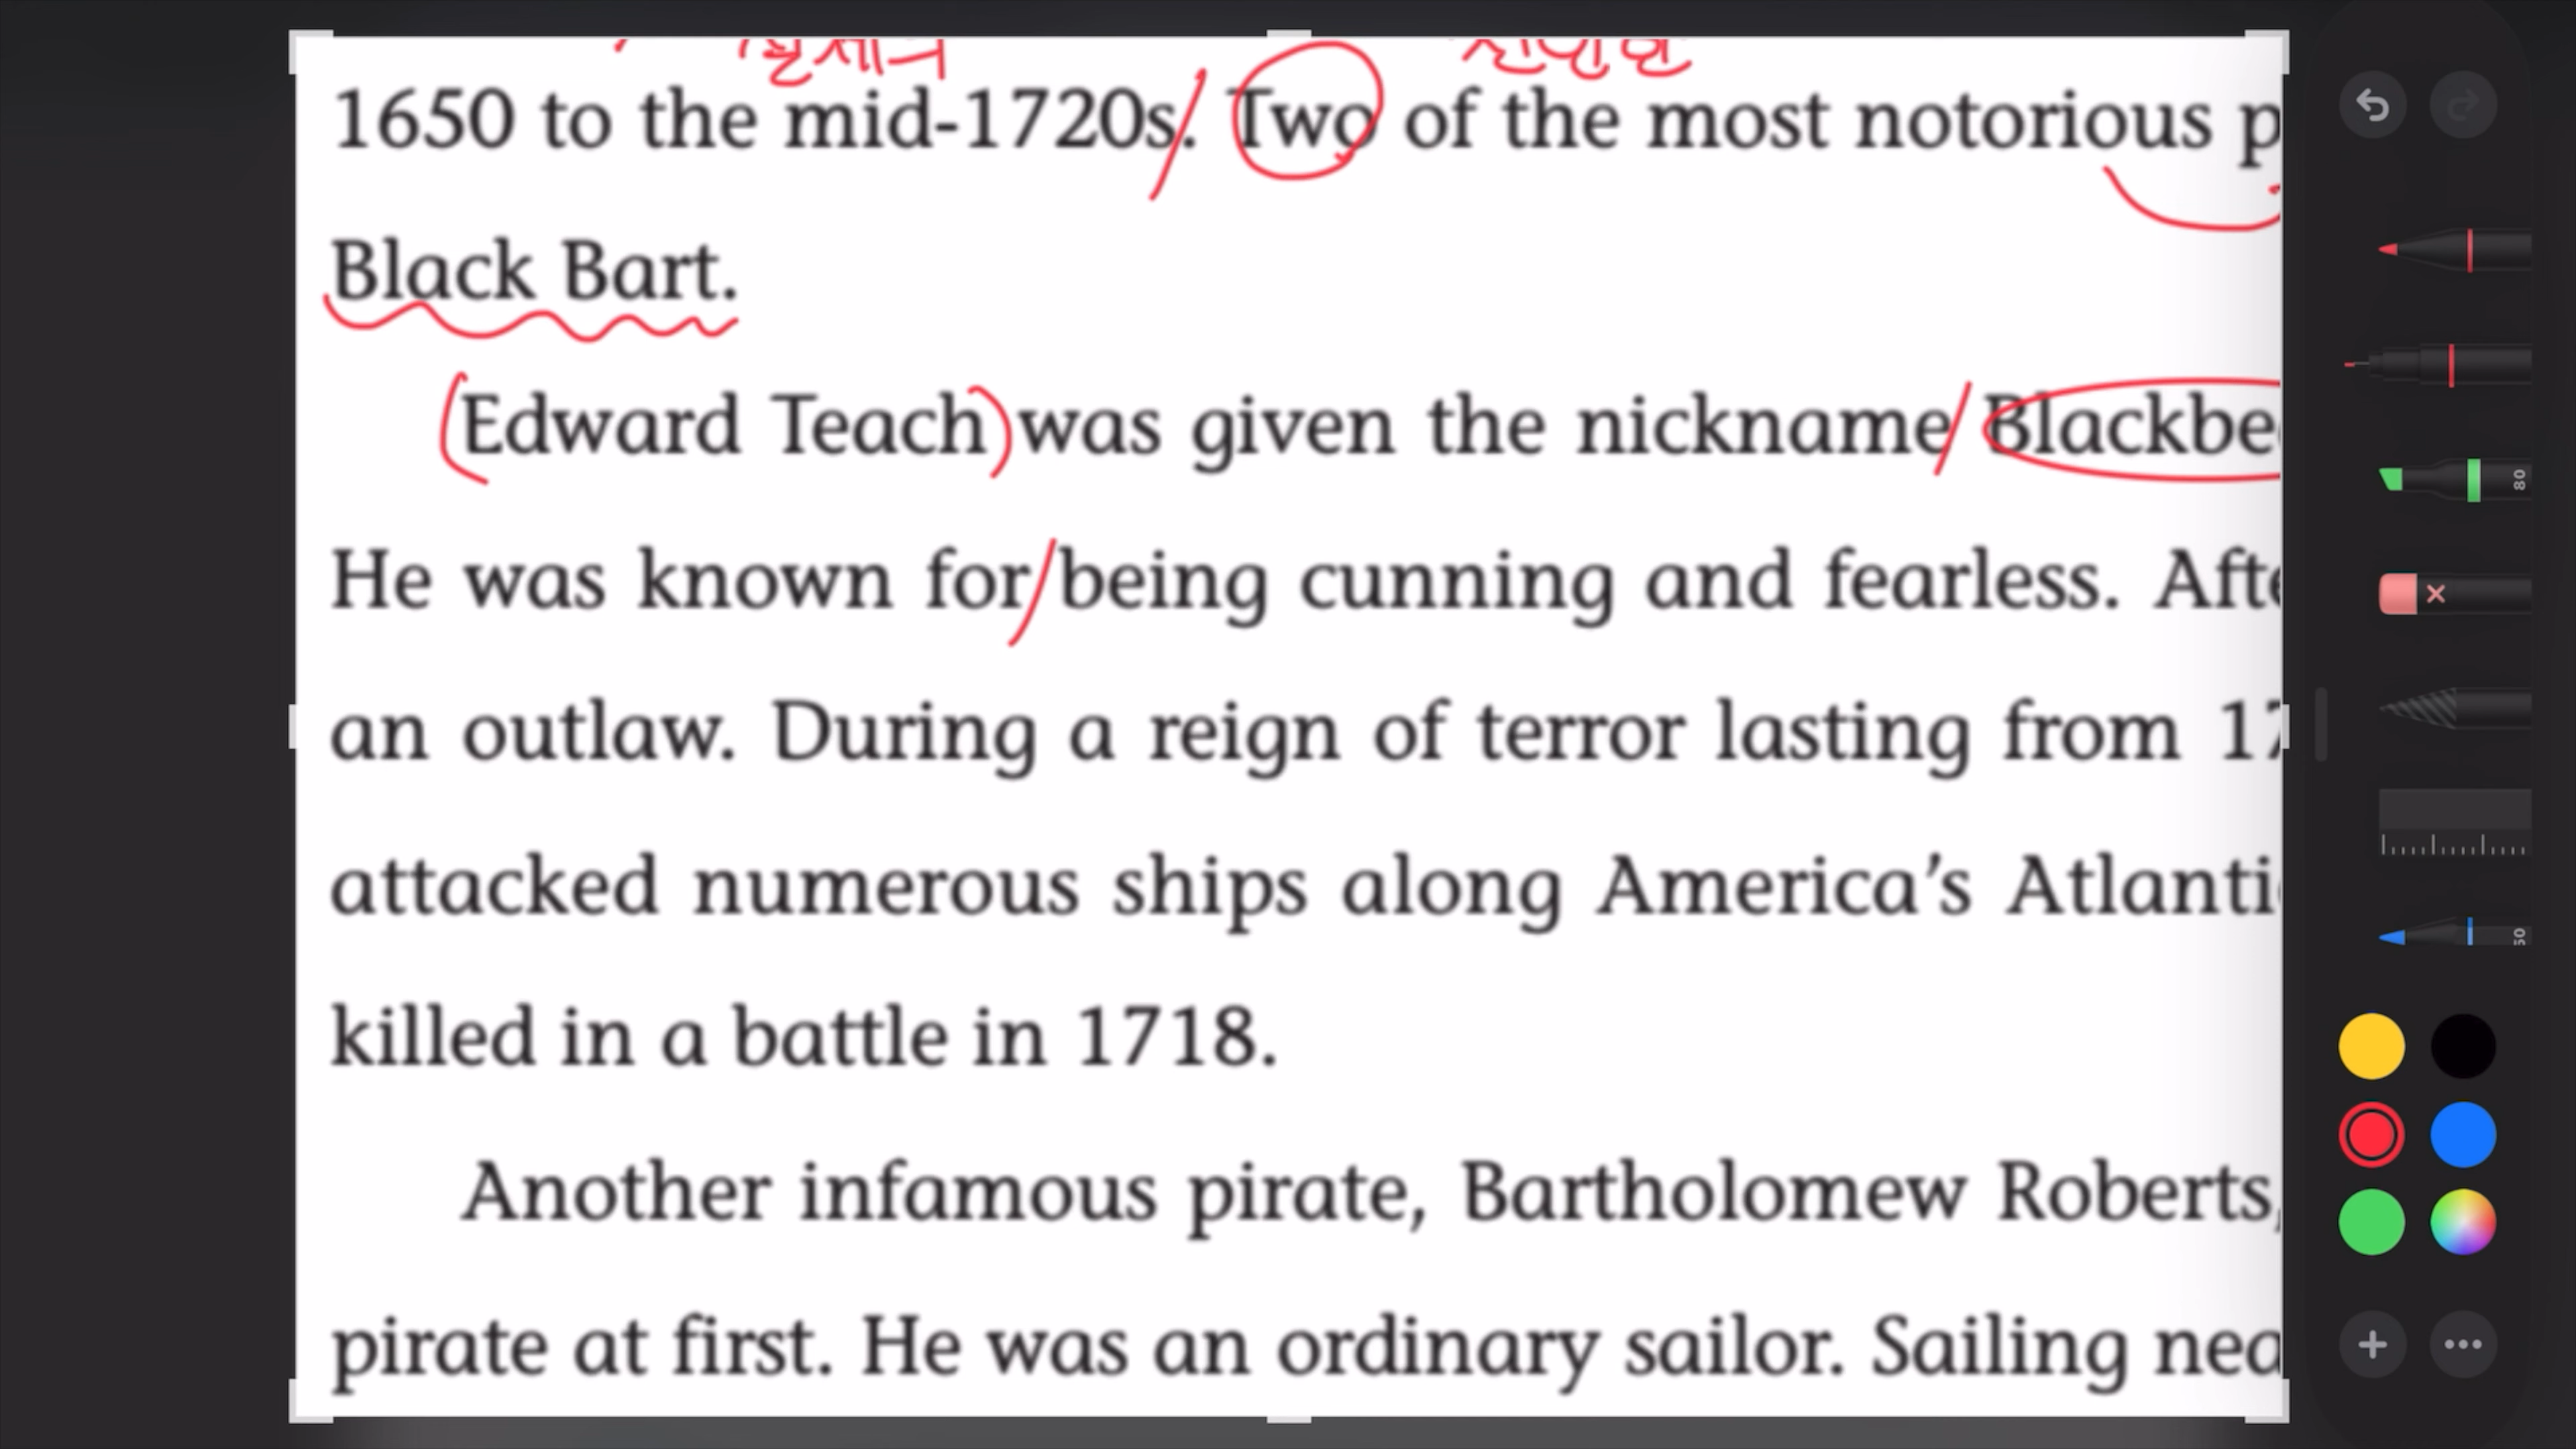 1650 to the mid-1720s. Two of the most notorious
Black Bart.
Edward Teach was given the nickname
He was known for being cunning and fearless.
an outlaw. During a reign of terror lasting from
attacked numerous ships along America’s
killed in a battle in 1718.
Another infamous pirate, Bartholomew Roberts,
pirate at first. He was an ordinary sailor. Sailing
80